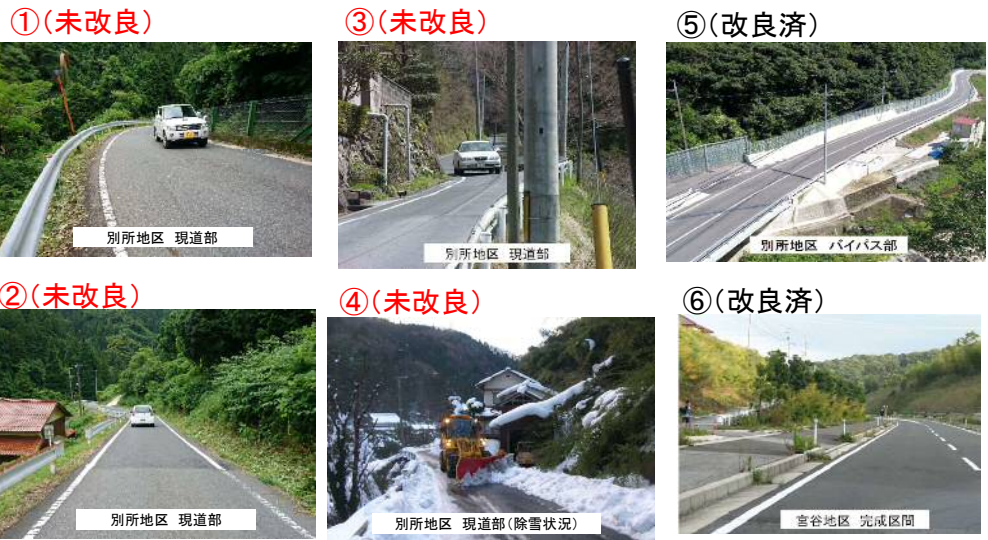 ①(未改良)
③(未改良)
⑤(改良済)
別所地区 現道部
別所地区 現道部
別所地区 バイパス部
②(未改良)
④(未改良)
⑥(改良済)
別所地区 現道部
別所地区 現道部(除雪状況)
宮谷地区 完成区間